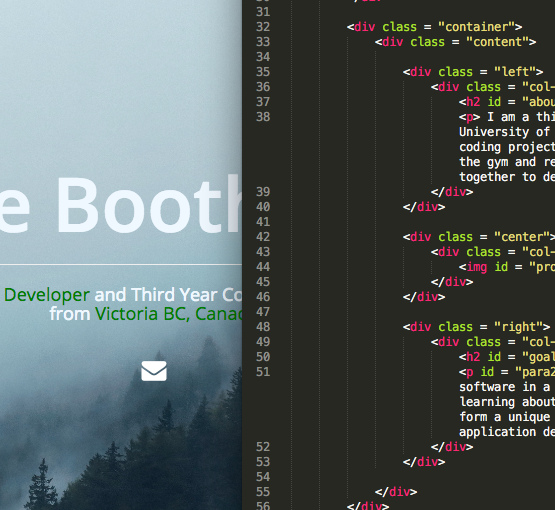 e Booth
Developer and Third Year Co
from Victoria BC, Canad
31
32 <div class = "container">
33 <div class = "content">
34
35 <div class = "left">
36 <div class = "col-
37 <h2 id = "abou
38 <p> I am a thi
University of
coding project
the gym and re
together to de
39 </div>
40 </div>
41
42 <div class = "center">
43 <div class = "col-
44 <img id = "pro
45 </div>
46 </div>
47
48 <div class = "right">
49 <div class = "col-
50 <h2 id = "goal
51 <p id = "para2
software in a
learning about
form a unique
application de
52 </div>
53 </div>
54
55 </div>
56 </div>